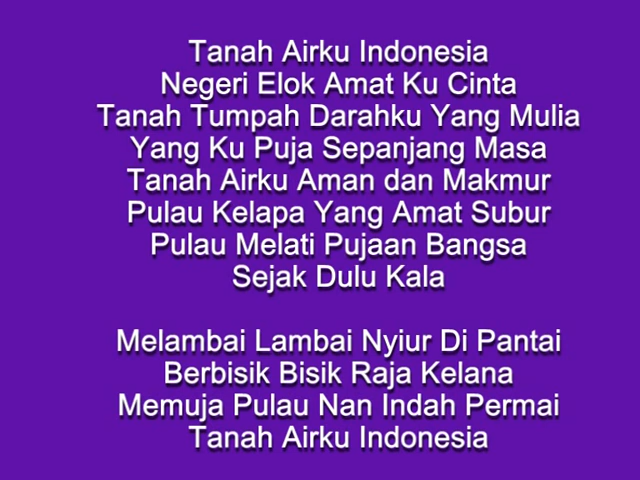 Tanah Airku Indonesia
Negeri Elok Amat Ku Cinta
Tanah Tumpah Darahku Yang Mulia
Yang Ku Puja Sepanjang Masa
Tanah Airku Aman dan Makmur
Pulau Kelapa Yang Amat Subur
Pulau Melati Pujaan Bangsa
Sejak Dulu Kala

Melambai Lambai Nyiur Di Pantai
Berbisik Bisik Raja Kelana
Memuja Pulau Nan Indah Permai
Tanah Airku Indonesia